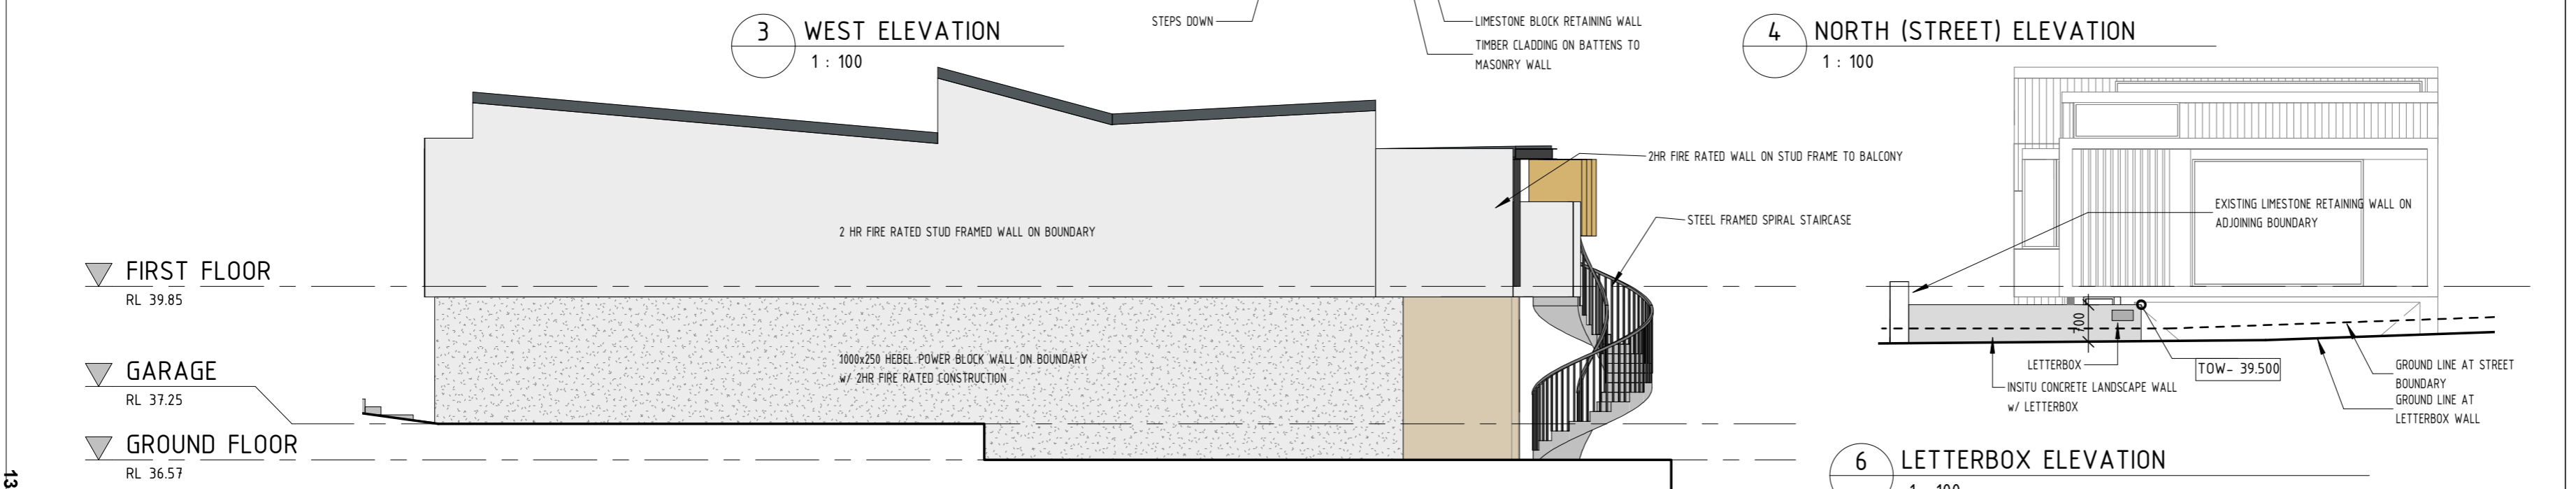 3
WEST ELEVATION
1 : 100
STEPS DOWN
LIMESTONE BLOCK RETAINING WALL
TIMBER CLADDING ON BATTENS TO
MASONRY WALL
4
NORTH (STREET) ELEVATION
1 : 100
2HR FIRE RATED WALL ON STUD FRAME TO BALCONY
STEEL FRAMED SPIRAL STAIRCASE
2 HR FIRE RATED STUD FRAMED WALL ON BOUNDARY
1000x250 HEBEL POWER BLOCK WALL ON BOUNDARY
w/ 2HR FIRE RATED CONSTRUCTION
FIRST FLOOR
RL 39.85
GARAGE
RL 37.25
GROUND FLOOR
RL 36.57
EXISTING LIMESTONE RETAINING WALL ON
ADJOINING BOUNDARY
700
LETTERBOX
TOW- 39.500
INSITU CONCRETE LANDSCAPE WALL
w/ LETTERBOX
GROUND LINE AT STREET
BOUNDARY
GROUND LINE AT
LETTERBOX WALL
6
LETTERBOX ELEVATION
1 : 100
13